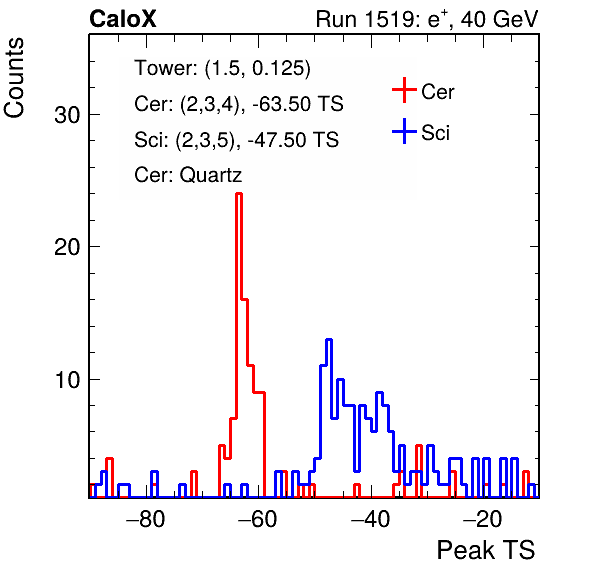 CaloX Run 1519: e⁺, 40 GeV
Counts
Tower: (1.5, 0.125)
Cer: (2,3,4), -63.50 TS
Sci: (2,3,5), -47.50 TS
Cer: Quartz
Cer
Sci
30
20
10
−80 −60 −40 −20
Peak TS